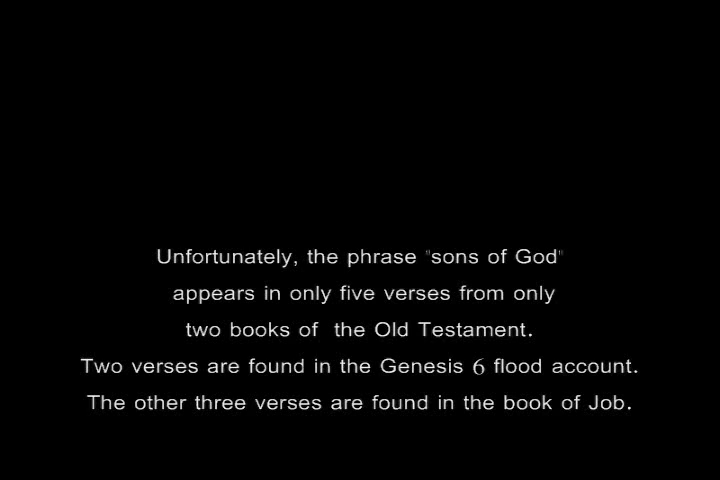 Unfortunately, the phrase "sons of God"
appears in only five verses from only
two books of the Old Testament.
Two verses are found in the Genesis 6 flood account.
The other three verses are found in the book of Job.